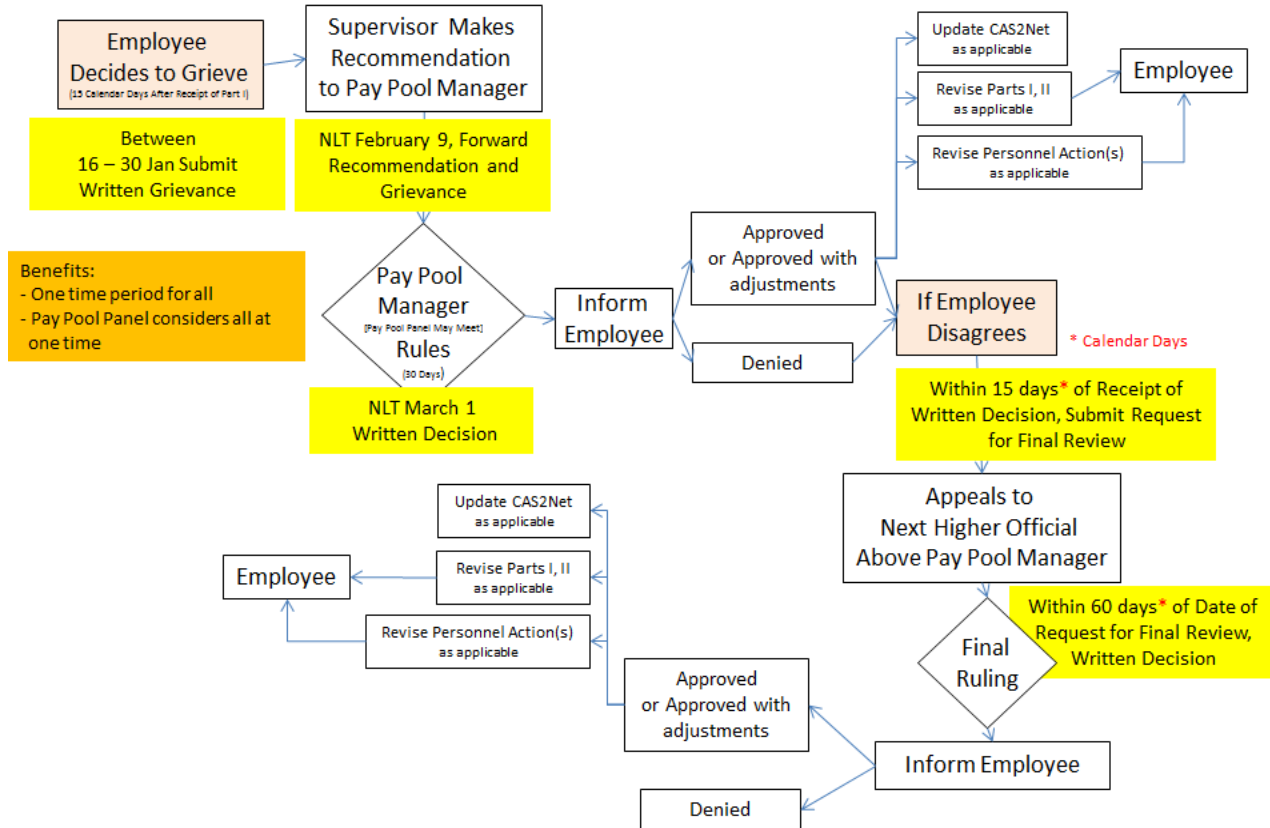 Employee
Decides to Grieve
(15 Calendar Days After Receipt of Part I)
Supervisor Makes
Recommendation
to Pay Pool Manager
Between
16 – 30 Jan Submit
Written Grievance
NLT February 9, Forward
Recommendation and
Grievance
Benefits:
- One time period for all
- Pay Pool Panel considers all at
one time
Pay Pool
Manager
[Pay Pool Panel May Meet]
Rules
(30 Days)
NLT March 1
Written Decision
Inform
Employee
Approved
or Approved with
adjustments
Denied
Update CAS2Net
as applicable
Revise Parts I, II
as applicable
Revise Personnel Action(s)
as applicable
Employee
If Employee
Disagrees
* Calendar Days
Within 15 days* of Receipt of
Written Decision, Submit Request
for Final Review
Appeals to
Next Higher Official
Above Pay Pool Manager
Within 60 days* of Date of
Request for Final Review,
Written Decision
Final
Ruling
Inform Employee
Approved
or Approved with
adjustments
Denied
Update CAS2Net
as applicable
Revise Parts I, II
as applicable
Revise Personnel Action(s)
as applicable
Employee